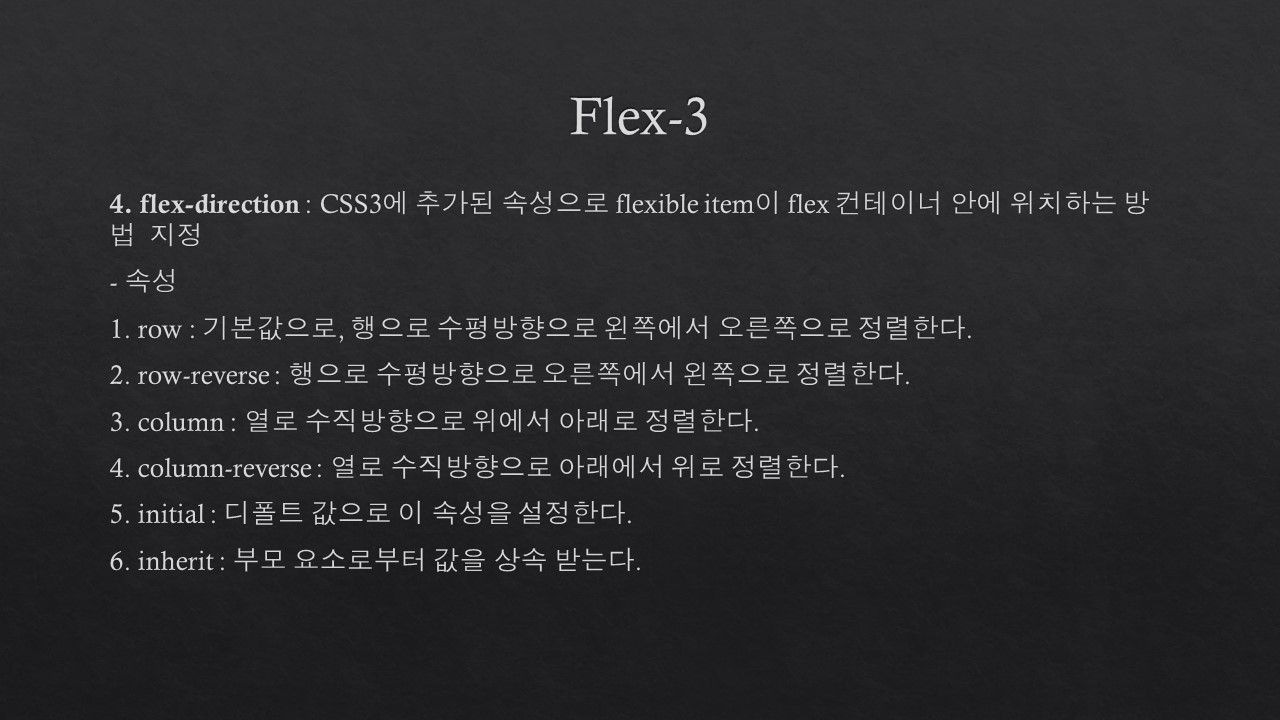 Flex-3
4. flex-direction : CSS3에 추가된 속성으로 flexible item이 flex 컨테이너 안에 위치하는 방
법 지정
- 속성
1. row : 기본값으로, 행으로 수평방향으로 왼쪽에서 오른쪽으로 정렬한다.
2. row-reverse : 행으로 수평방향으로 오른쪽에서 왼쪽으로 정렬한다.
3. column : 열로 수직방향으로 위에서 아래로 정렬한다.
4. column-reverse : 열로 수직방향으로 아래에서 위로 정렬한다.
5. initial : 디폴트 값으로 이 속성을 설정한다.
6. inherit : 부모 요소로부터 값을 상속 받는다.